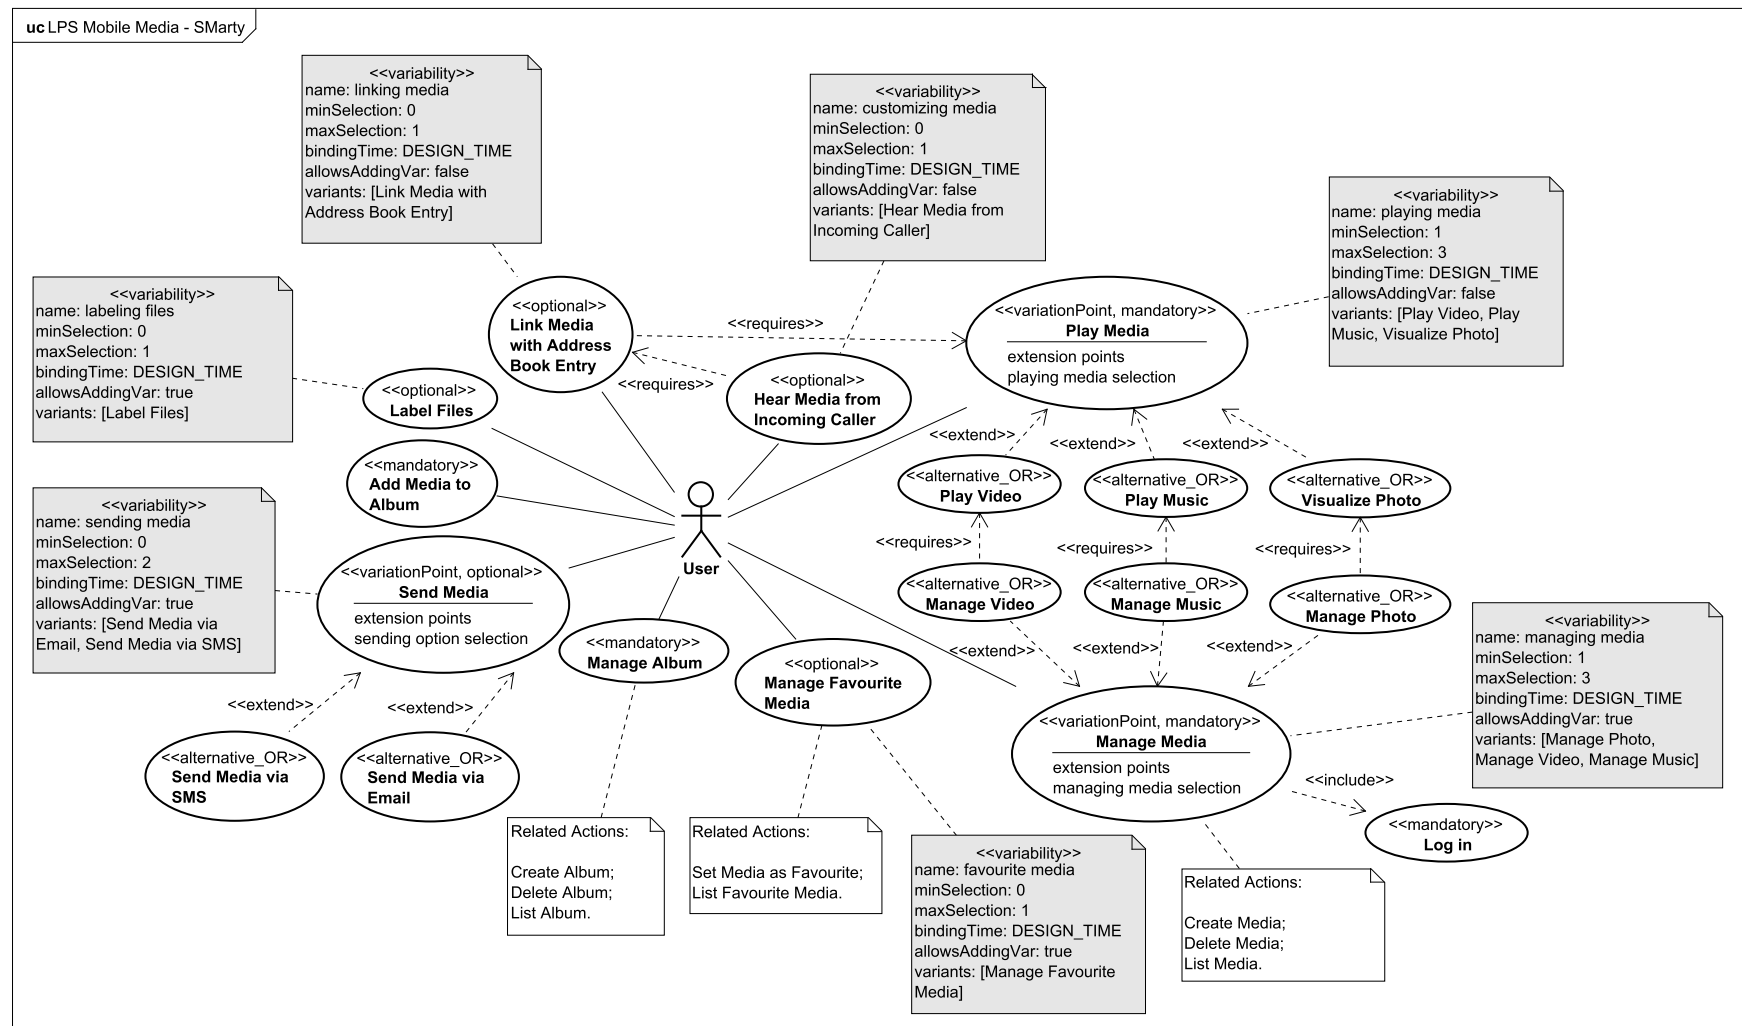 uc LPS Mobile Media - SMarty
<<variability>>
name: linking media
minSelection: 0
maxSelection: 1
bindingTime: DESIGN_TIME
allowsAddingVar: false
variants: [Link Media with
Address Book Entry]
<<variability>>
name: customizing media
minSelection: 0
maxSelection: 1
bindingTime: DESIGN_TIME
allowsAddingVar: false
variants: [Hear Media from
Incoming Caller]
<<variability>>
name: playing media
minSelection: 1
maxSelection: 3
bindingTime: DESIGN_TIME
allowsAddingVar: false
variants: [Play Video, Play
Music, Visualize Photo]
<<variability>>
name: labeling files
minSelection: 0
maxSelection: 1
bindingTime: DESIGN_TIME
allowsAddingVar: true
variants: [Label Files]
<<optional>>
Link Media
with Address
Book Entry
<<requires>>
<<requires>>
<<variationPoint, mandatory>>
Play Media
extension points
playing media selection
<<optional>>
Label Files
<<optional>>
Hear Media from
Incoming Caller
<<extend>>
<<extend>>
<<extend>>
<<mandatory>>
Add Media to
Album
<<alternative_OR>>
Play Video
<<alternative_OR>>
Play Music
<<alternative_OR>>
Visualize Photo
<<variability>>
name: sending media
minSelection: 0
maxSelection: 2
bindingTime: DESIGN_TIME
allowsAddingVar: true
variants: [Send Media via
Email, Send Media via SMS]
<<variationPoint, optional>>
Send Media
extension points
sending option selection
User
<<requires>>
<<requires>>
<<requires>>
<<alternative_OR>>
Manage Video
<<alternative_OR>>
Manage Music
<<alternative_OR>>
Manage Photo
<<mandatory>>
Manage Album
<<optional>>
Manage Favourite
Media
<<extend>>
<<extend>>
<<extend>>
<<variability>>
name: managing media
minSelection: 1
maxSelection: 3
bindingTime: DESIGN_TIME
allowsAddingVar: true
variants: [Manage Photo,
Manage Video, Manage Music]
<<extend>>
<<extend>>
<<alternative_OR>>
Send Media via
SMS
<<alternative_OR>>
Send Media via
Email
<<variationPoint, mandatory>>
Manage Media
extension points
managing media selection
<<include>>
<<mandatory>>
Log in
Related Actions:
Create Album;
Delete Album;
List Album.
Related Actions:
Set Media as Favourite;
List Favourite Media.
<<variability>>
name: favourite media
minSelection: 0
maxSelection: 1
bindingTime: DESIGN_TIME
allowsAddingVar: true
variants: [Manage Favourite
Media]
Related Actions:
Create Media;
Delete Media;
List Media.